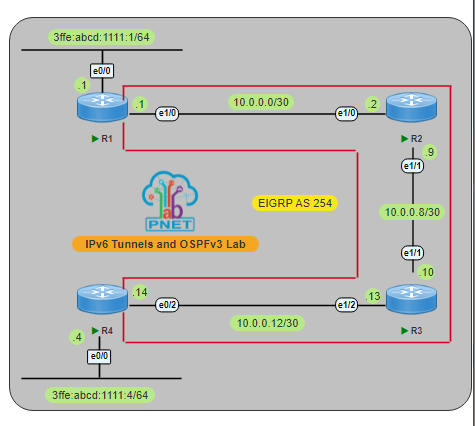 3ffe:abcd:1111:1/64
e0/0
.1
.1
e1/0
10.0.0.0/30
e1/0
.2
R1
R2
.9
e1/1
EIGRP AS 254
10.0.0.8/30
lab
PNET
IPv6 Tunnels and OSPFv3 Lab
e1/1
.10
.14
e0/2
e1/2
.13
10.0.0.12/30
.4
R4
R3
e0/0
3ffe:abcd:1111:4/64